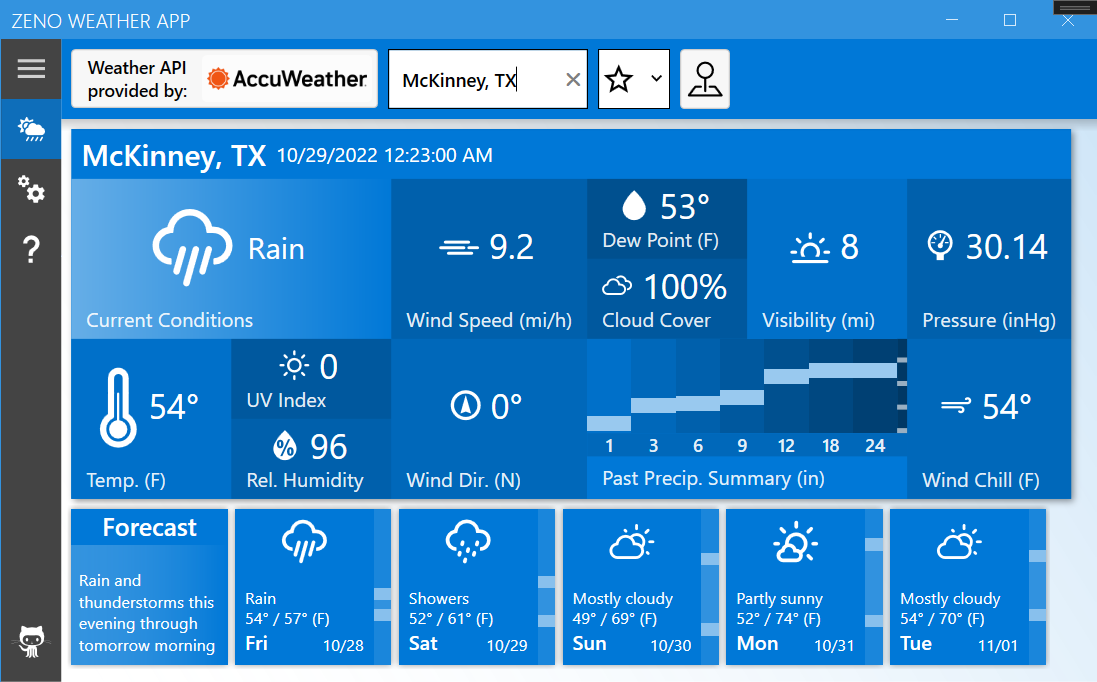 ZENO WEATHER APP
Weather API
provided by:
AccuWeather
McKinney, TX
McKinney, TX 10/29/2022 12:23:00 AM
Rain
Current Conditions
9.2
Wind Speed (mi/h)
53°
Dew Point (F)
100%
Cloud Cover
8
Visibility (mi)
30.14
Pressure (inHg)
54°
Temp. (F)
0
UV Index
% 96
Rel. Humidity
0°
Wind Dir. (N)
1 3 6 9 12 18 24
Past Precip. Summary (in)
54°
Wind Chill (F)
Forecast
Rain and
thunderstorms this
evening through
tomorrow morning
Rain
54° / 57° (F)
Fri 10/28
Showers
52° / 61° (F)
Sat 10/29
Mostly cloudy
49° / 69° (F)
Sun 10/30
Partly sunny
52° / 74° (F)
Mon 10/31
Mostly cloudy
54° / 70° (F)
Tue 11/01
?